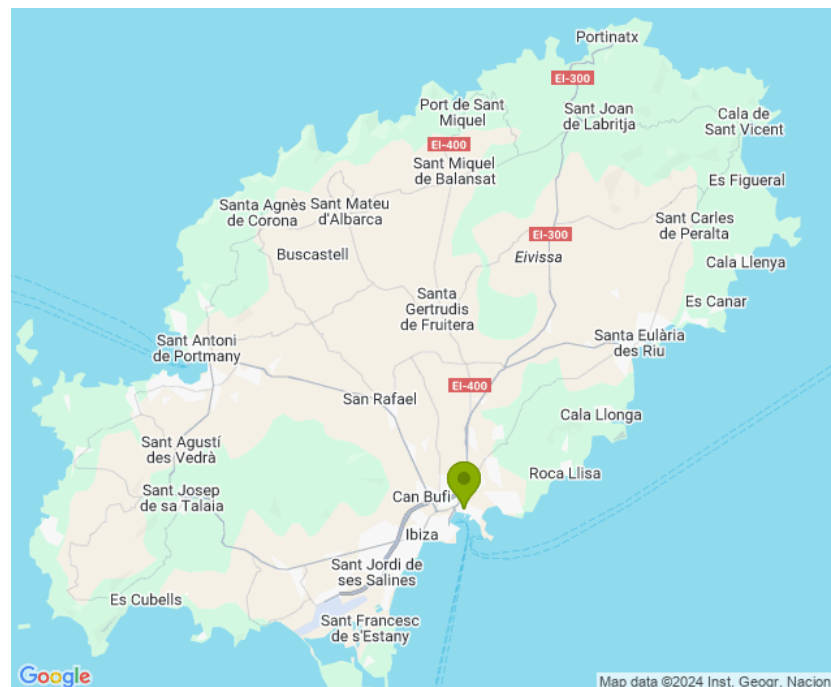 Portinatx
EI-300
Port de Sant
Miquel
Sant Joan
de Labritja
Cala de
Sant Vicent
EI-400
Sant Miquel
de Balansat
Es Figueral
Santa Agnès
de Corona
Sant Mateu
d'Albarca
Sant Carles
de Peralta
EI-300
Buscastell
Eivissa
Cala Llenya
Santa
Gertrudis
de Fruitera
Es Canar
Sant Antoni
de Portmany
Santa Eulària
des Riu
EI-400
San Rafael
Cala Llonga
Sant Agustí
des Vedrà
Roca Llisa
Sant Josep
de sa Talaia
Can Bufí
Ibiza
Sant Jordi de
ses Salines
Es Cubells
Sant Francesc
de s'Estany
Google
Map data ©2024 Inst. Geogr. Nacion